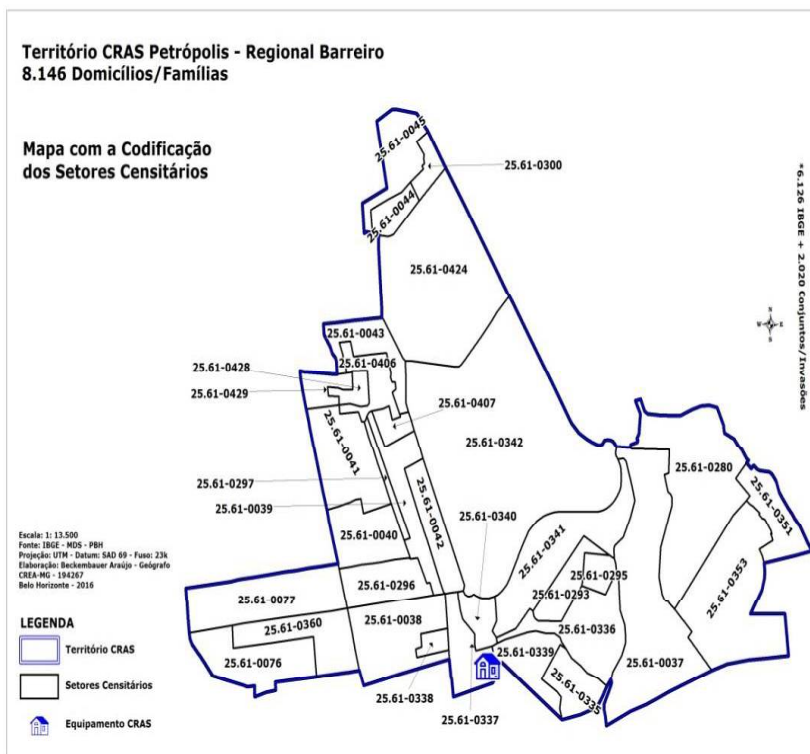 Território CRAS Petrópolis - Regional Barreiro
8.146 Domicílios/Famílias
Mapa com a Codificação
dos Setores Censitários
25.61-0045
25.61-0300
25.61-0044
25.61-0424
*6.126 IBGE + 2.020 Conjuntos/Invasões
N
W
E
S
25.61-0043
25.61-0428
25.61-0406
25.61-0429
25.61-0407
25.61-0041
25.61-0342
25.61-0280
25.61-0297
25.61-0039
25.61-0042
25.61-0351
25.61-0340
25.61-0341
25.61-0040
25.61-0295
25.61-0353
25.61-0296
25.61-0293
25.61-0077
25.61-0360
25.61-0038
25.61-0336
25.61-0339
25.61-0076
25.61-0037
25.61-0338
25.61-0335
25.61-0337
Escala: 1: 13.500
Fonte: IBGE - MDS - PBH
Projeção: UTM - Datum: SAD 69 - Fuso: 23k
Elaboração: Beckembauer Araújo - Geógrafo
CREA-MG - 194267
Belo Horizonte - 2016
LEGENDA
Território CRAS
Setores Censitários
Equipamento CRAS